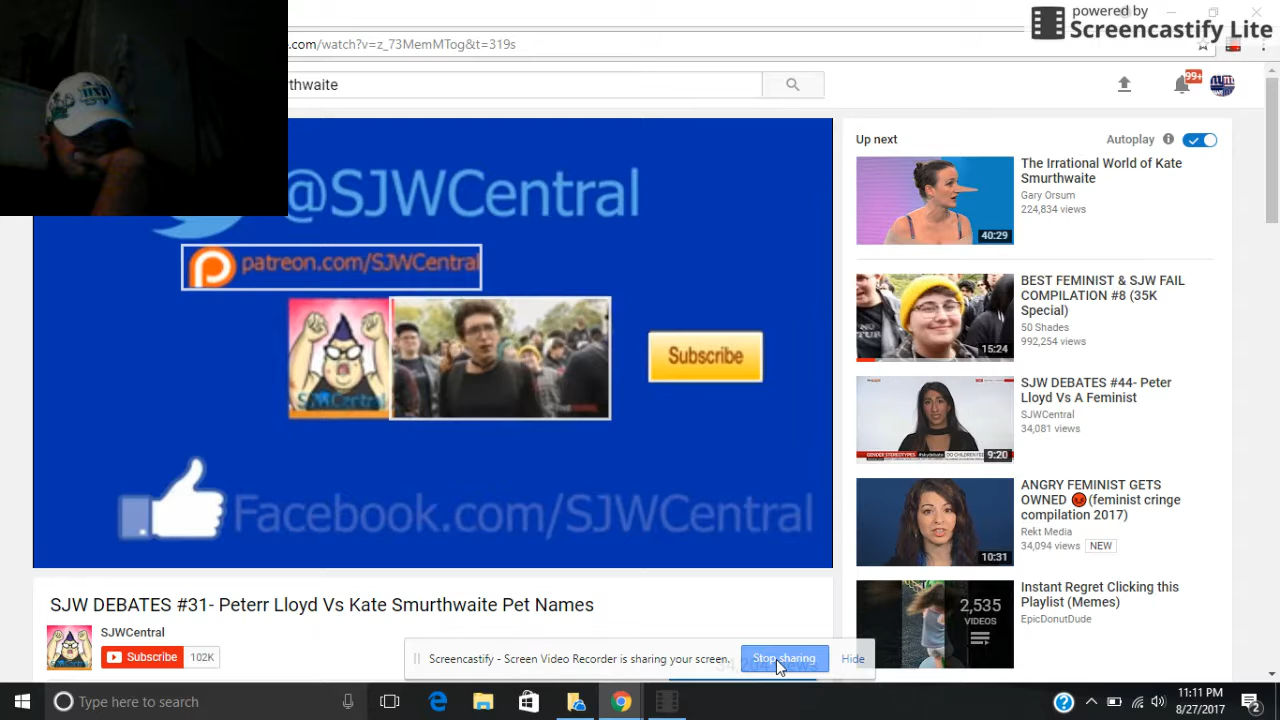 powered by
Screencastify Lite
e.com/watch?v=z_73MemMTog&t=319s
thwaite
99+
@SJWCentral
patreon.com/SJWCentral
Subscribe
Facebook.com/SJWCentral
SJW DEBATES #31- Peterr Lloyd Vs Kate Smurthwaite Pet Names
SJWCentral
Subscribe 102K
Up next
Autoplay
The Irrational World of Kate
Smurthwaite
Gary Orsum
224,834 views
40:29
BEST FEMINIST & SJW FAIL
COMPILATION #8 (35K
Special)
50 Shades
992,254 views
15:24
SJW DEBATES #44- Peter
Lloyd Vs A Feminist
SJWCentral
34,081 views
9:20
ANGRY FEMINIST GETS
OWNED 😡(feminist cringe
compilation 2017)
Rekt Media
34,094 views NEW
10:31
Instant Regret Clicking this
Playlist (Memes)
EpicDonutDude
2,535
VIDEOS
Screencastify - Screen Video Recorder is sharing your screen.
Stop sharing
Hide
Type here to search
11:11 PM
8/27/2017
2